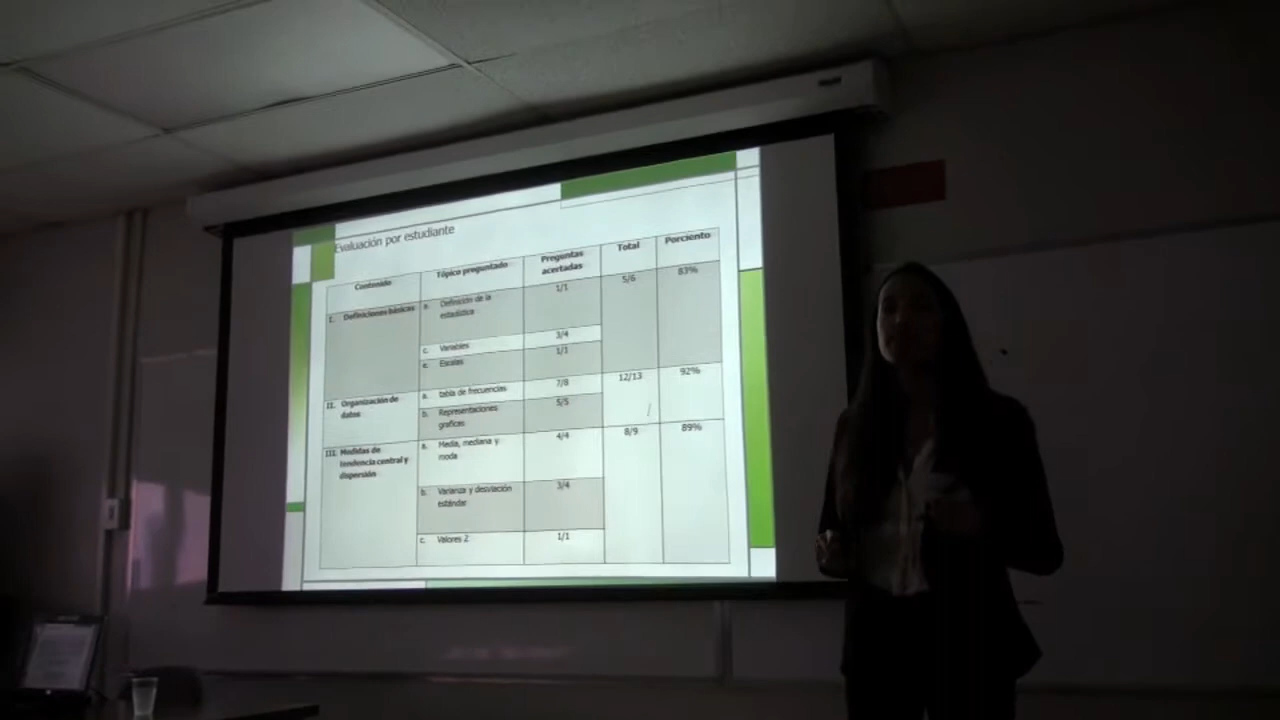 Evaluación por estudiante
Contenido Tópico preguntado Preguntas acertadas Total Porciento
I. Definiciones básicas a. Definición de la estadística 1/1 5/6 83%
c. Variables 3/4
e. Escalas 1/1
II. Organización de datos a. tabla de frecuencias 7/8 12/13 92%
b. Representaciones graficas 5/5
III. Medidas de tendencia central y dispersión a. Media, mediana y moda 4/4 8/9 89%
b. Varianza y desviación estándar 3/4
c. Valores Z 1/1